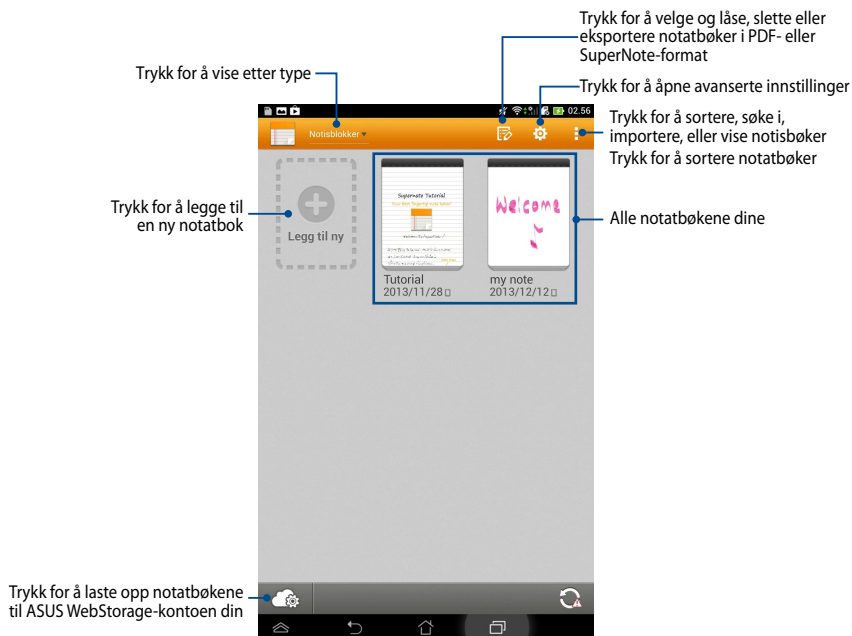 Trykk for å velge og låse, slette eller
eksportere notatbøker i PDF- eller
SuperNote-format
Trykk for å vise etter type
Trykk for å åpne avanserte innstillinger
02.56
Trykk for å sortere, søke i,
importere, eller vise notisbøker
Trykk for å sortere notatbøker
Notisblokker
Supernote Tutorial
Welcome
Trykk for å legge til
en ny notatbok
Legg til ny
Alle notatbøkene dine
Tutorial
2013/11/28
my note
2013/12/12
Trykk for å laste opp notatbøkene
til ASUS WebStorage-kontoen din